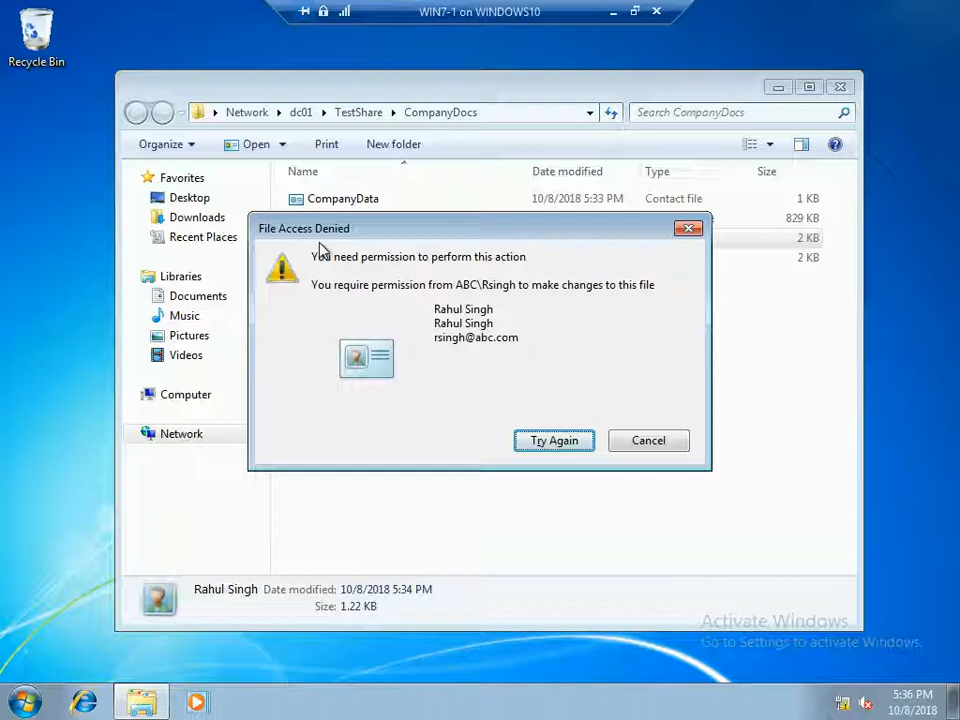 WIN7-1 on WINDOWS10
Recycle Bin
Network dc01 TestShare CompanyDocs
Search CompanyDocs
Organize Open Print New folder
Name Date modified Type Size
Favorites
Desktop
Downloads
Recent Places
Libraries
Documents
Music
Pictures
Videos
Computer
Network
CompanyData 10/8/2018 5:33 PM Contact file 1 KB
829 KB
2 KB
2 KB
File Access Denied
You need permission to perform this action
You require permission from ABC\Rsingh to make changes to this file
Rahul Singh
Rahul Singh
rsingh@abc.com
Try Again Cancel
Rahul Singh Date modified: 10/8/2018 5:34 PM
Size: 1.22 KB
Activate Windows
Go to Settings to activate Windows.
5:36 PM
10/8/2018